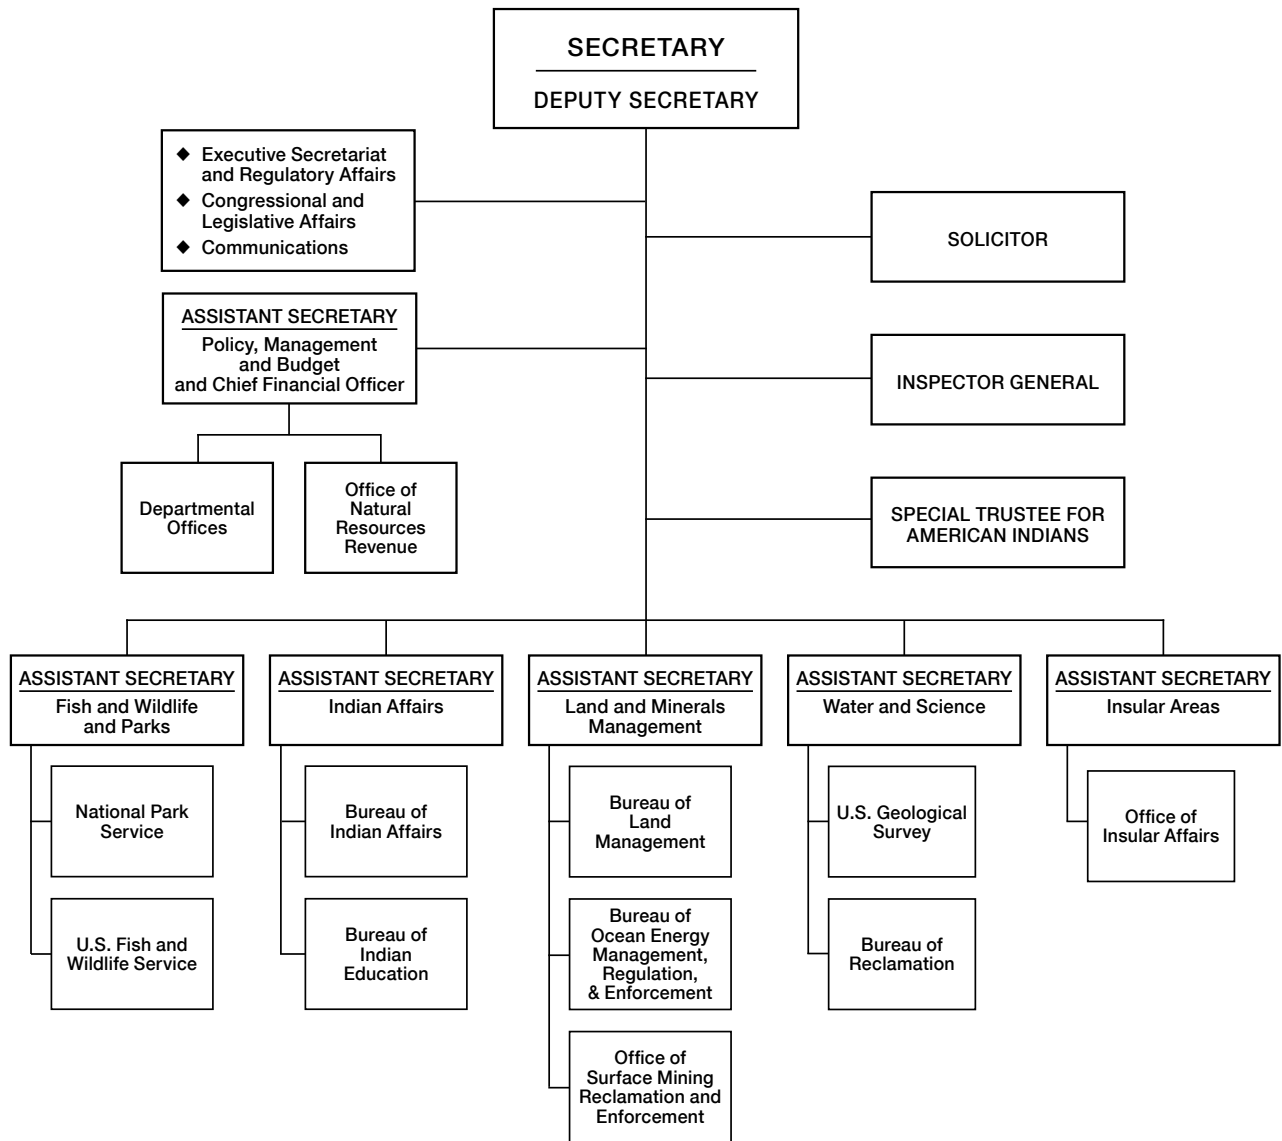 SECRETARY
DEPUTY SECRETARY
◆ Executive Secretariat
and Regulatory Affairs
◆ Congressional and
Legislative Affairs
◆ Communications
SOLICITOR
ASSISTANT SECRETARY
Policy, Management
and Budget
and Chief Financial Officer
INSPECTOR GENERAL
Departmental
Offices
Office of
Natural
Resources
Revenue
SPECIAL TRUSTEE FOR
AMERICAN INDIANS
ASSISTANT SECRETARY
Fish and Wildlife
and Parks
ASSISTANT SECRETARY
Indian Affairs
ASSISTANT SECRETARY
Land and Minerals
Management
ASSISTANT SECRETARY
Water and Science
ASSISTANT SECRETARY
Insular Areas
National Park
Service
Bureau of
Indian Affairs
Bureau of
Land
Management
U.S. Geological
Survey
Office of
Insular Affairs
U.S. Fish and
Wildlife Service
Bureau of
Indian
Education
Bureau of
Ocean Energy
Management,
Regulation,
& Enforcement
Bureau of
Reclamation
Office of
Surface Mining
Reclamation and
Enforcement